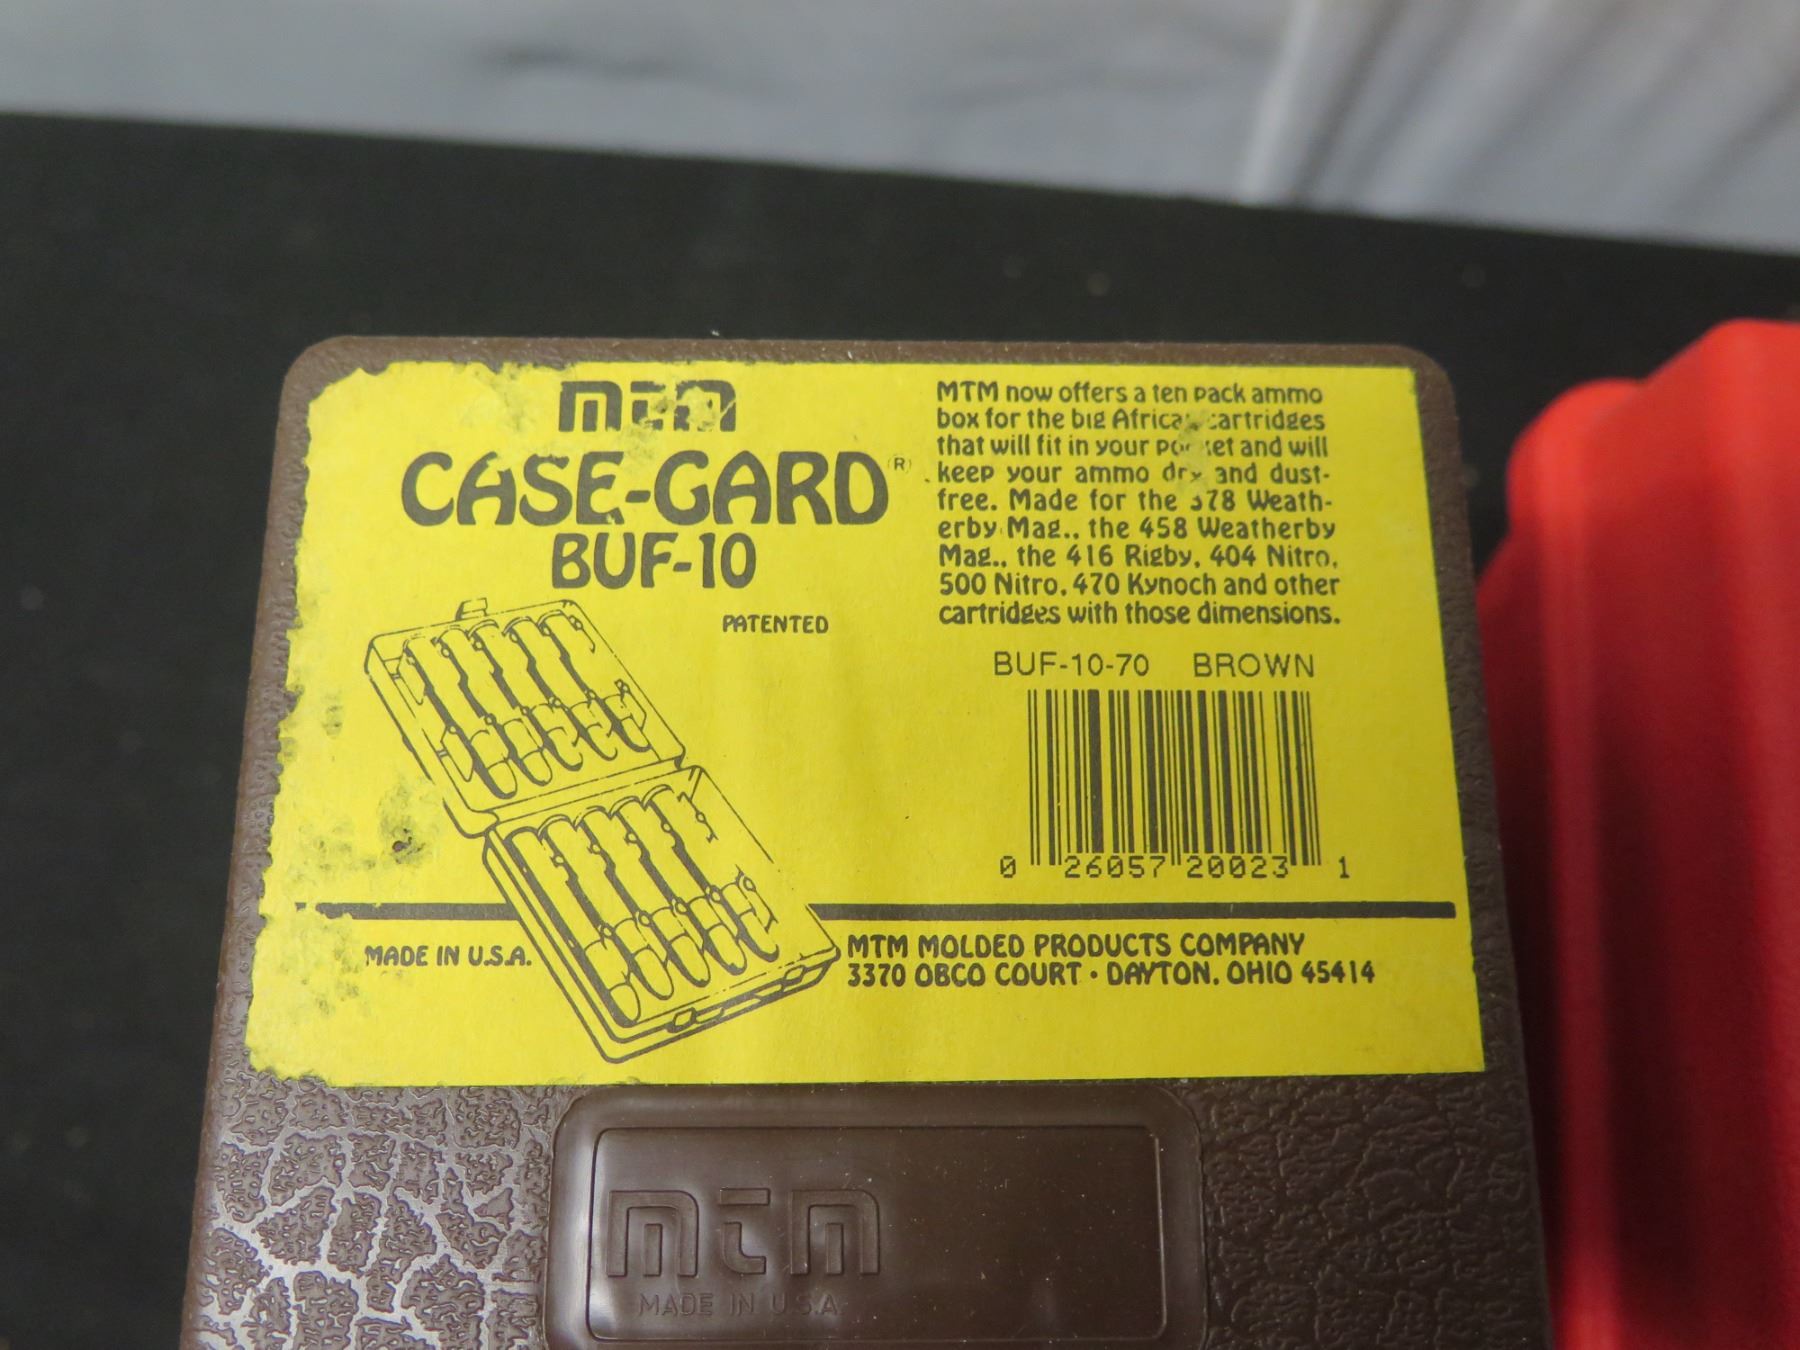 mtm
CASE-GARD®
BUF-10
PATENTED
MTM now offers a ten pack ammo
box for the big African cartridges
that will fit in your pocket and will
keep your ammo dry and dust-
free. Made for the 378 Weath-
erby Mag., the 458 Weatherby
Mag., the 416 Rigby, 404 Nitro,
500 Nitro, 470 Kynoch and other
cartridges with those dimensions.
BUF-10-70 BROWN
0 26057 20023 1
MADE IN U.S.A.
MTM MOLDED PRODUCTS COMPANY
3370 OBCO COURT • DAYTON, OHIO 45414
mtm
MADE IN U.S.A.